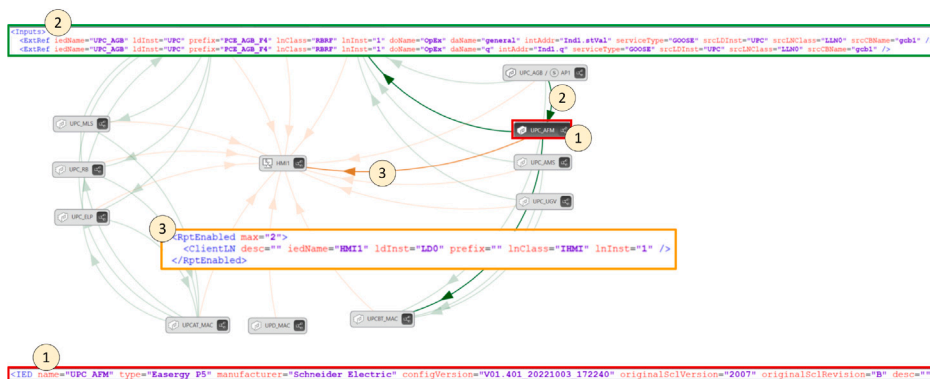 2
<Inputs>
<ExtRef iedName="UPC_AGB" ldInst="UPC" prefix="PCE_AGB_F4" lnClass="RBRF" lnInst="1" doName="OpEx" daName="general" intAddr="Ind1.stVal" serviceType="GOOSE" srcLDInst="UPC" srcLNClass="LLN0" srcCBName="gcb1" /
<ExtRef iedName="UPC_AGB" ldInst="UPC" prefix="PCE_AGB_F4" lnClass="RBRF" lnInst="1" doName="OpEx" daName="q" intAddr="Ind1.q" serviceType="GOOSE" srcLDInst="UPC" srcLNClass="LLN0" srcCBName="gcb1" />
UPC_AGB / AP1
2
UPC_MLS
UPC_AFM
1
HMI1
UPC_AMS
UPC_RB
3
UPC_UGV
UPC_ELP
3
<RptEnabled max="2">
<ClientLN desc="" iedName="HMI1" ldInst="LD0" prefix="" lnClass="IHMI" lnInst="1" />
</RptEnabled>
UPCAT_MAC
UPD_MAC
UPCBT_MAC
1
<IED name="UPC_AFM" type="Easergy P5" manufacturer="Schneider Electric" configVersion="V01.401_20221003_172240" originalSclVersion="2007" originalSclRevision="B" desc=""